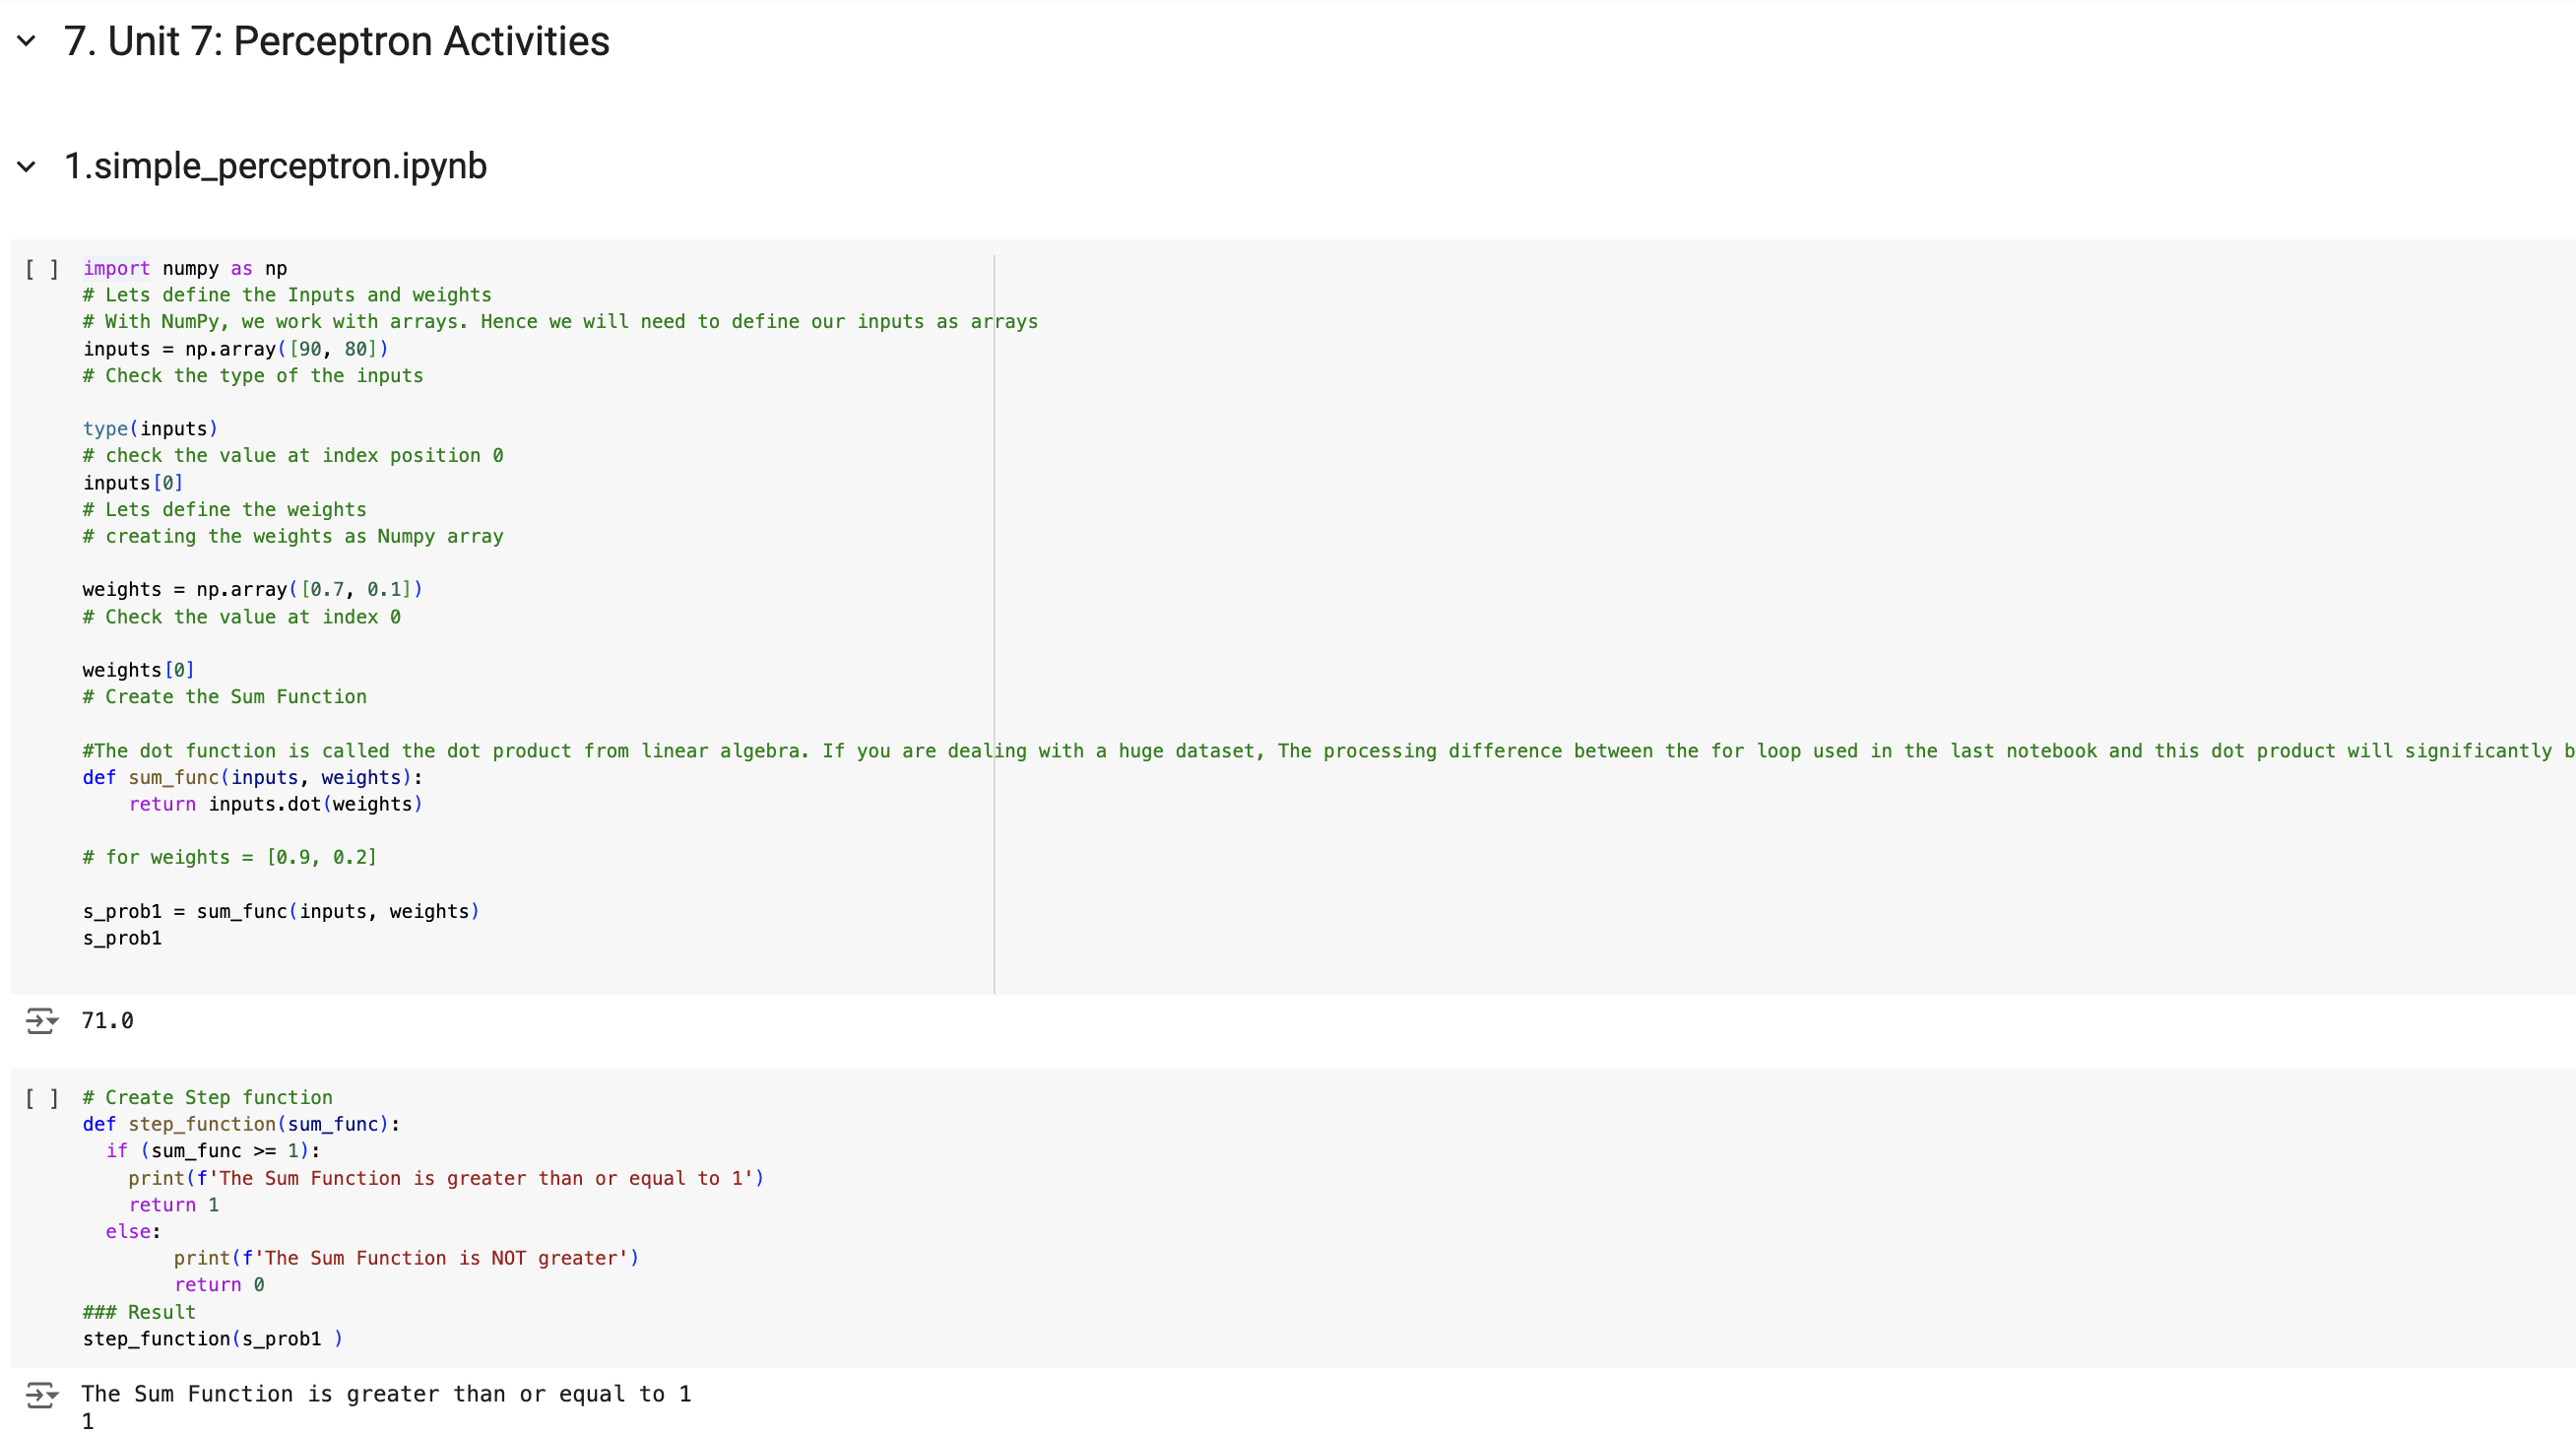 7. Unit 7: Perceptron Activities
1.simple_perceptron.ipynb
[ ] import numpy as np
# Lets define the Inputs and weights
# With NumPy, we work with arrays. Hence we will need to define our inputs as arrays
inputs = np.array([90, 80])
# Check the type of the inputs
type(inputs)
# check the value at index position 0
inputs[0]
# Lets define the weights
# creating the weights as Numpy array
weights = np.array([0.7, 0.1])
# Check the value at index 0
weights[0]
# Create the Sum Function
#The dot function is called the dot product from linear algebra. If you are dealing with a huge dataset, The processing difference between the for loop used in the last notebook and this dot product will significantly b
def sum_func(inputs, weights):
    return inputs.dot(weights)
# for weights = [0.9, 0.2]
s_prob1 = sum_func(inputs, weights)
s_prob1
71.0
[ ] # Create Step function
def step_function(sum_func):
  if (sum_func >= 1):
    print(f'The Sum Function is greater than or equal to 1')
    return 1
  else:
        print(f'The Sum Function is NOT greater')
        return 0
### Result
step_function(s_prob1 )
The Sum Function is greater than or equal to 1
1